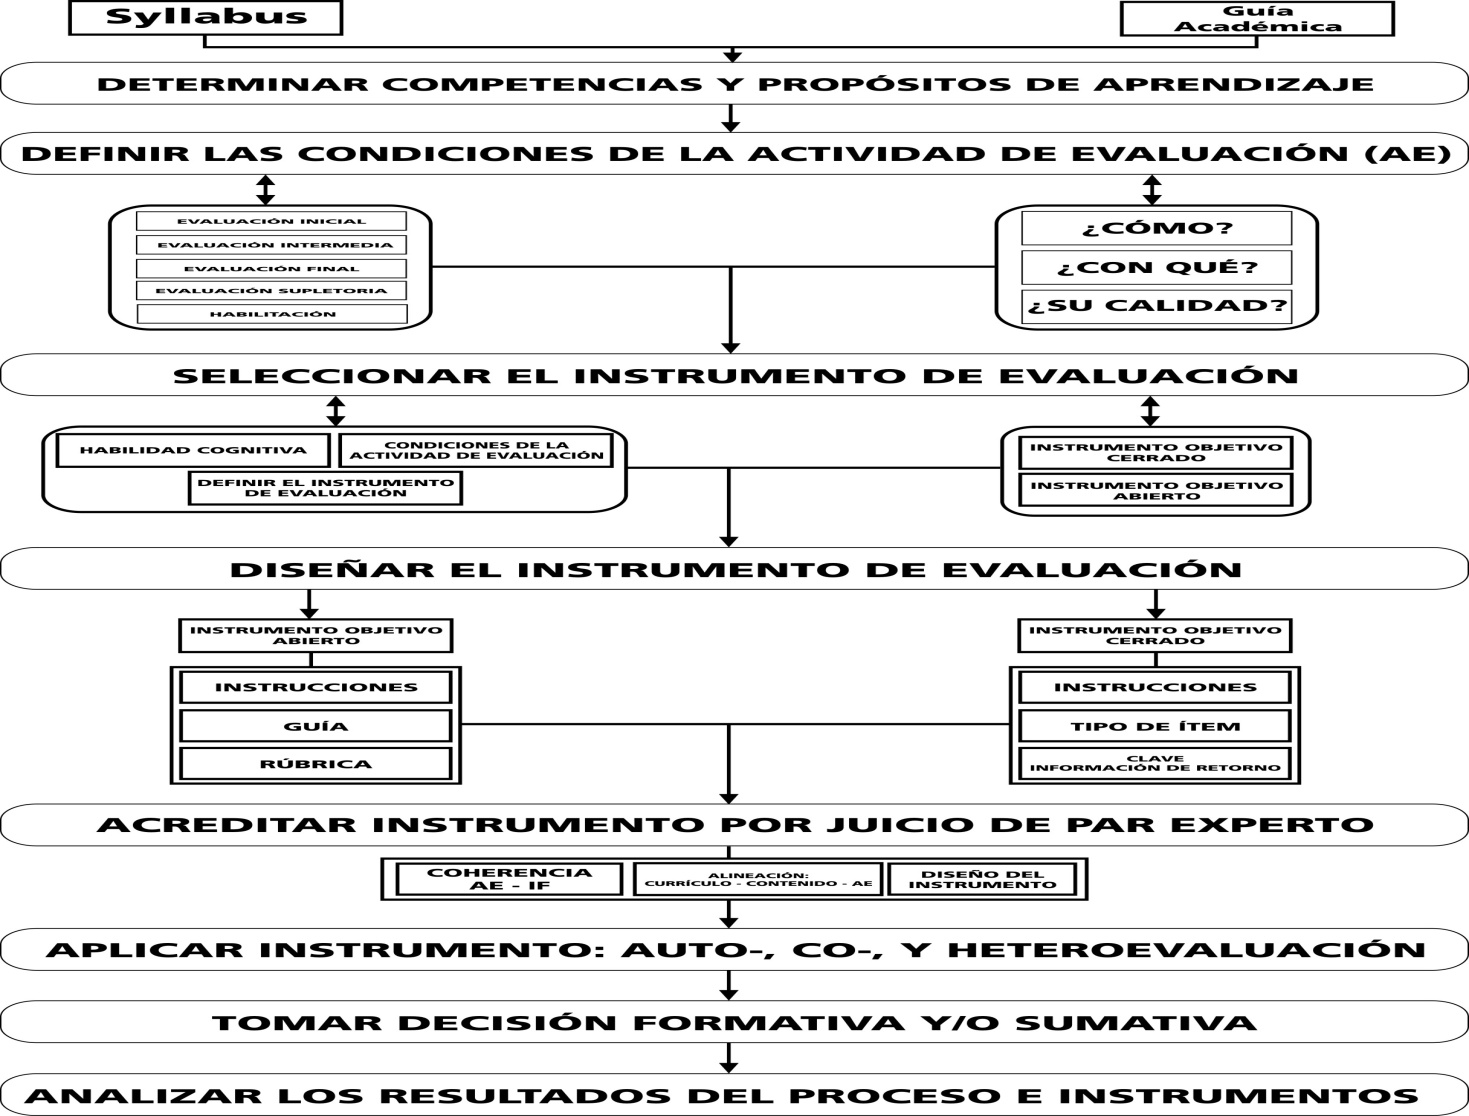 Syllabus
Guía
Académica
DETERMINAR COMPETENCIAS Y PROPÓSITOS DE APRENDIZAJE
DEFINIR LAS CONDICIONES DE LA ACTIVIDAD DE EVALUACIÓN (AE)
EVALUACIÓN INICIAL
EVALUACIÓN INTERMEDIA
EVALUACIÓN FINAL
EVALUACIÓN SUPLETORIA
HABILITACIÓN
¿CÓMO?
¿CON QUÉ?
¿SU CALIDAD?
SELECCIONAR EL INSTRUMENTO DE EVALUACIÓN
HABILIDAD COGNITIVA
CONDICIONES DE LA
ACTIVIDAD DE EVALUACIÓN
DEFINIR EL INSTRUMENTO
DE EVALUACIÓN
INSTRUMENTO OBJETIVO
CERRADO
INSTRUMENTO OBJETIVO
ABIERTO
DISEÑAR EL INSTRUMENTO DE EVALUACIÓN
INSTRUMENTO OBJETIVO
ABIERTO
INSTRUCCIONES
GUÍA
RÚBRICA
INSTRUMENTO OBJETIVO
CERRADO
INSTRUCCIONES
TIPO DE ÍTEM
CLAVE
INFORMACIÓN DE RETORNO
ACREDITAR INSTRUMENTO POR JUICIO DE PAR EXPERTO
COHERENCIA
AE - IF
ALINEACIÓN:
CURRÍCULO - CONTENIDO - AE
DISEÑO DEL
INSTRUMENTO
APLICAR INSTRUMENTO: AUTO-, CO-, Y HETEROEVALUACIÓN
TOMAR DECISIÓN FORMATIVA Y/O SUMATIVA
ANALIZAR LOS RESULTADOS DEL PROCESO E INSTRUMENTOS